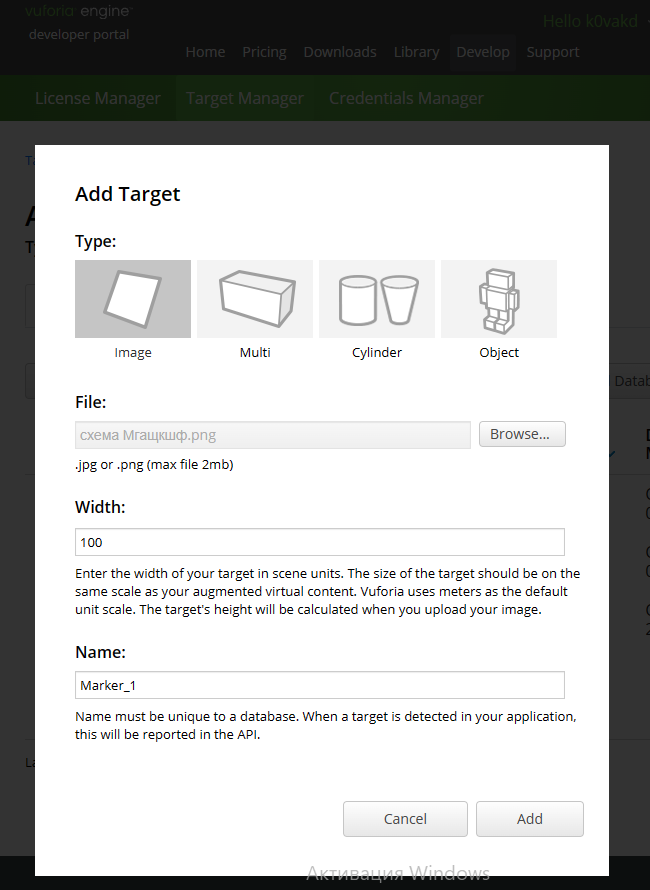 vuforia engine™
developer portal
Hello k0vakd
Home Pricing Downloads Library Develop Support
License Manager Target Manager Credentials Manager
Add Target
Type:
Image Multi Cylinder Object
File:
схема Мгащкшф.png Browse...
.jpg or .png (max file 2mb)
Width:
100
Enter the width of your target in scene units. The size of the target should be on the
same scale as your augmented virtual content. Vuforia uses meters as the default
unit scale. The target's height will be calculated when you upload your image.
Name:
Marker_1
Name must be unique to a database. When a target is detected in your application,
this will be reported in the API.
Cancel Add
Активация Windows